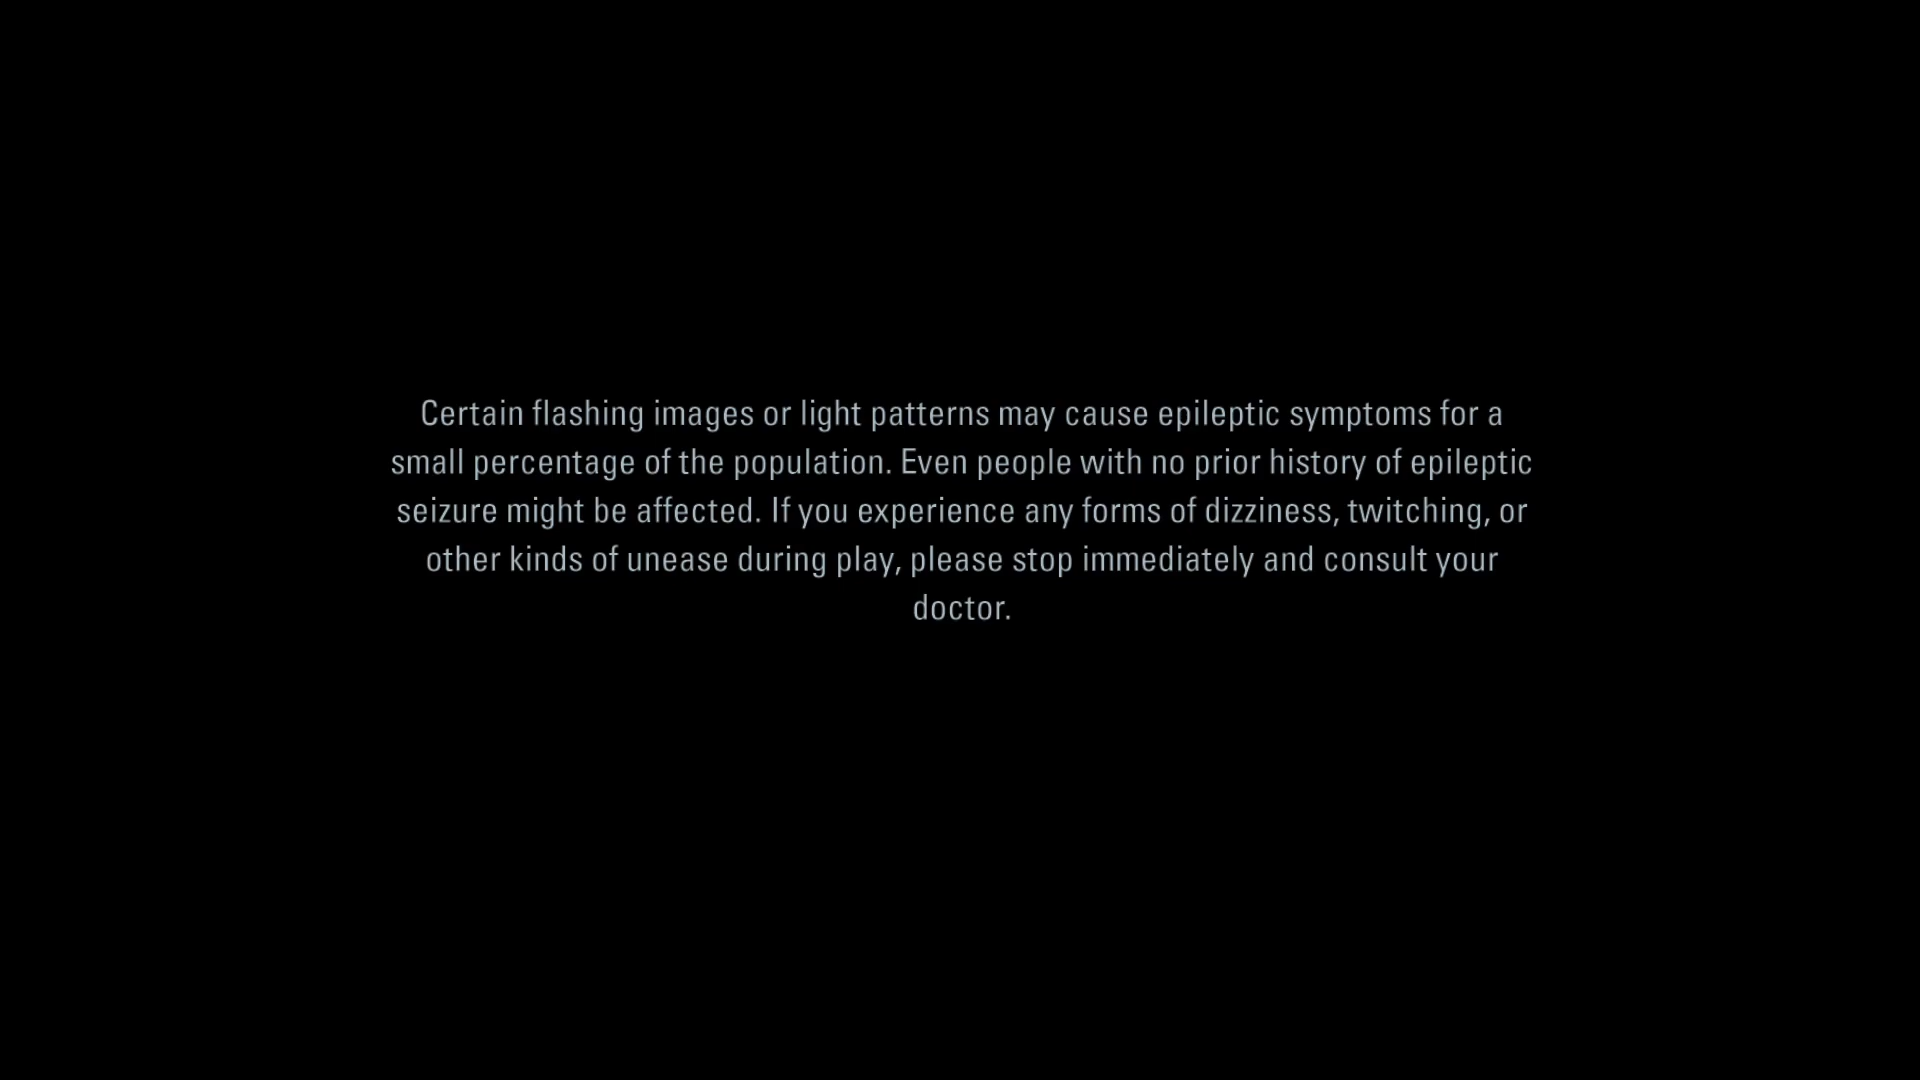 Certain flashing images or light patterns may cause epileptic symptoms for a
small percentage of the population. Even people with no prior history of epileptic
seizure might be affected. If you experience any forms of dizziness, twitching, or
other kinds of unease during play, please stop immediately and consult your
doctor.